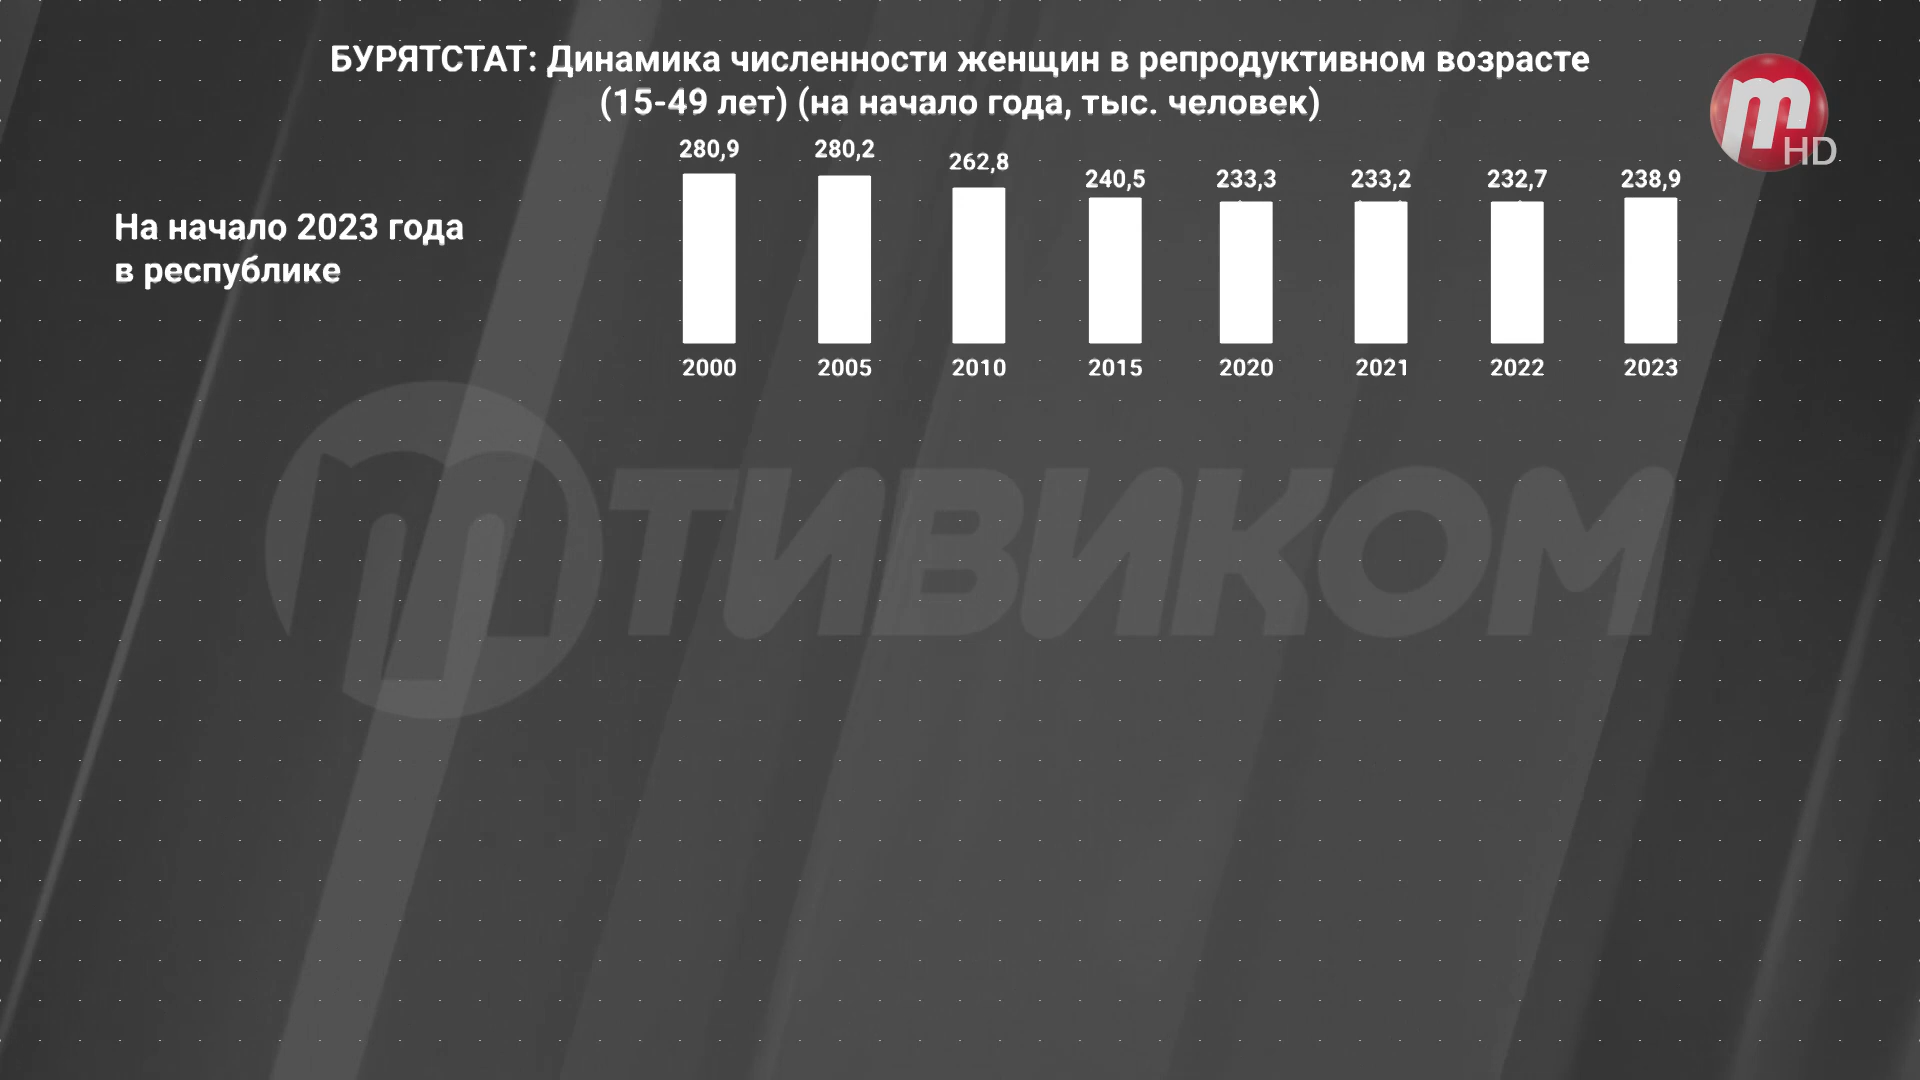 БУРЯТСТАТ: Динамика численности женщин в репродуктивном возрасте
(15-49 лет) (на начало года, тыс. человек)
m HD
На начало 2023 года
в республике
280,9 280,2 262,8 240,5 233,3 233,2 232,7 238,9
2000 2005 2010 2015 2020 2021 2022 2023
ТИВИКОМ